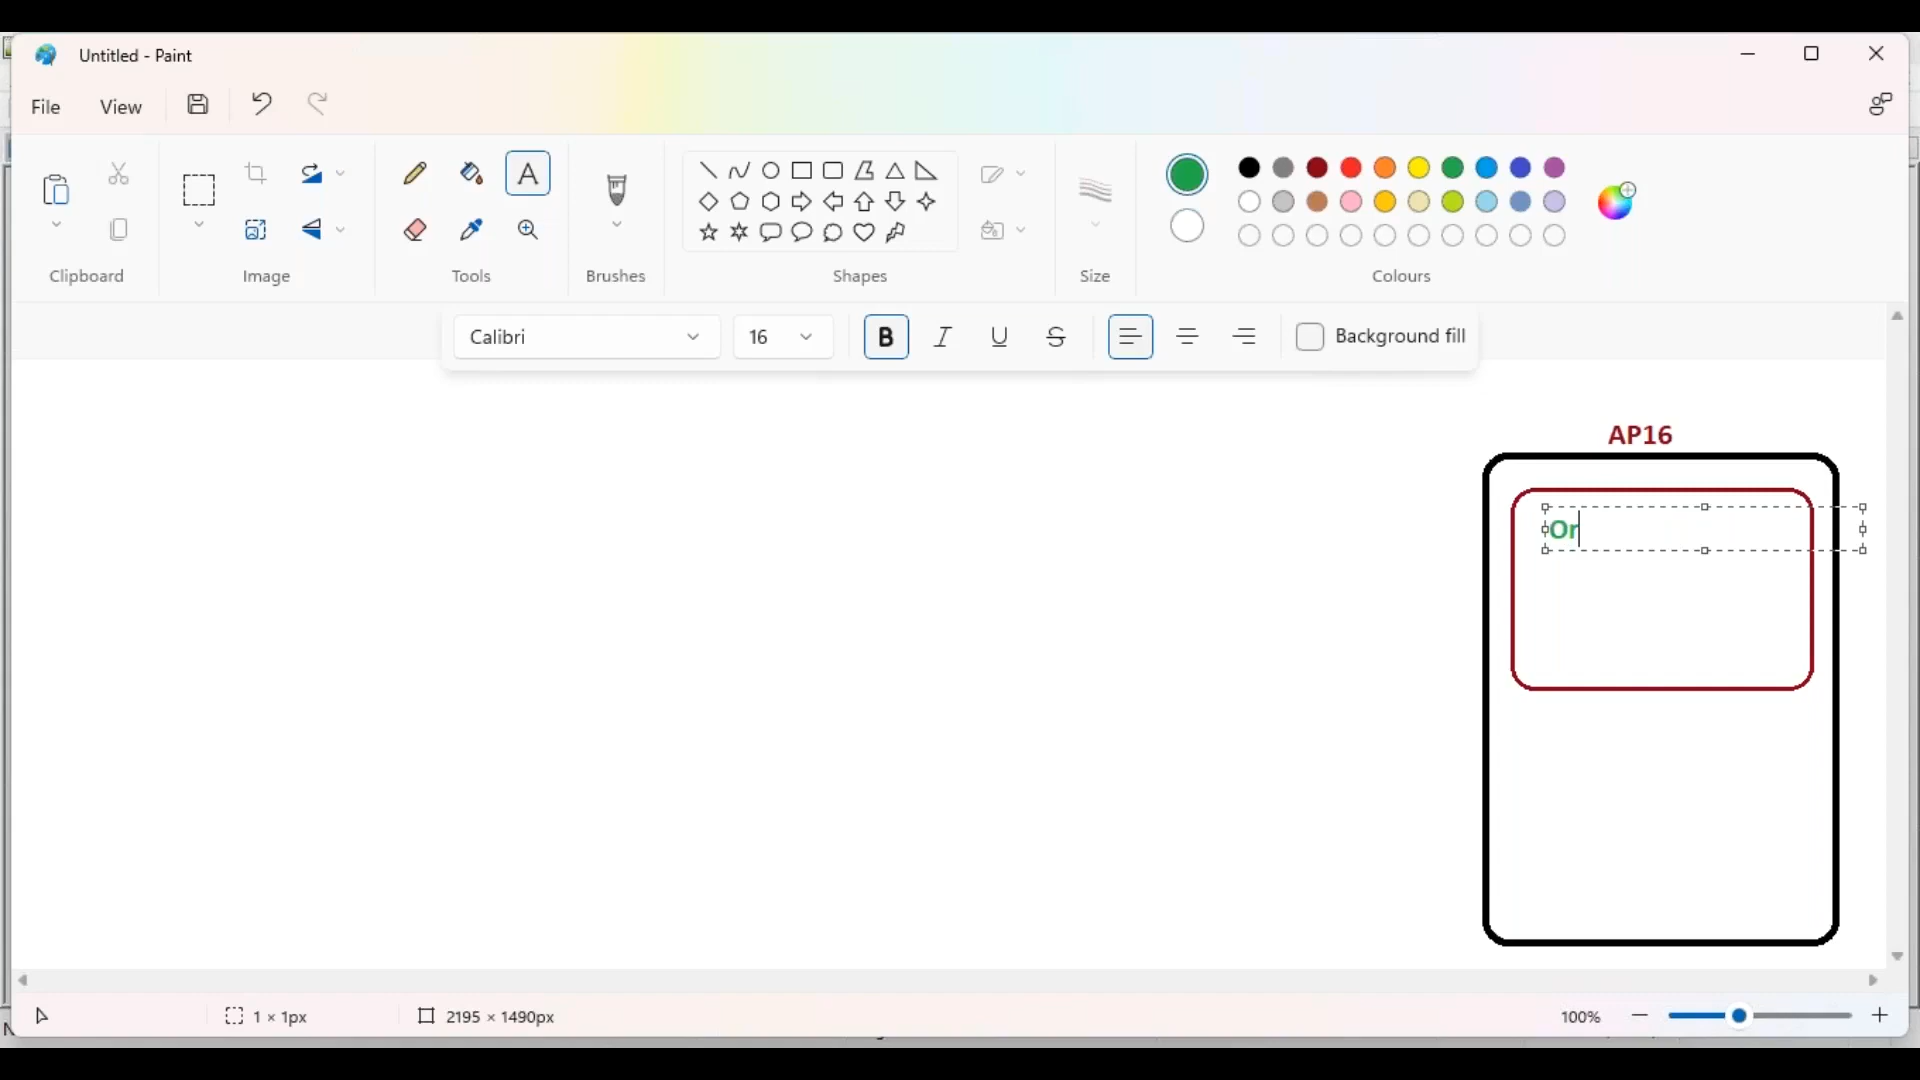 Untitled - Paint
File View
Clipboard Image Tools Brushes Shapes Size Colours
Calibri 16 B I U S Background fill
AP16
Or
1 × 1px 2195 × 1490px 100%